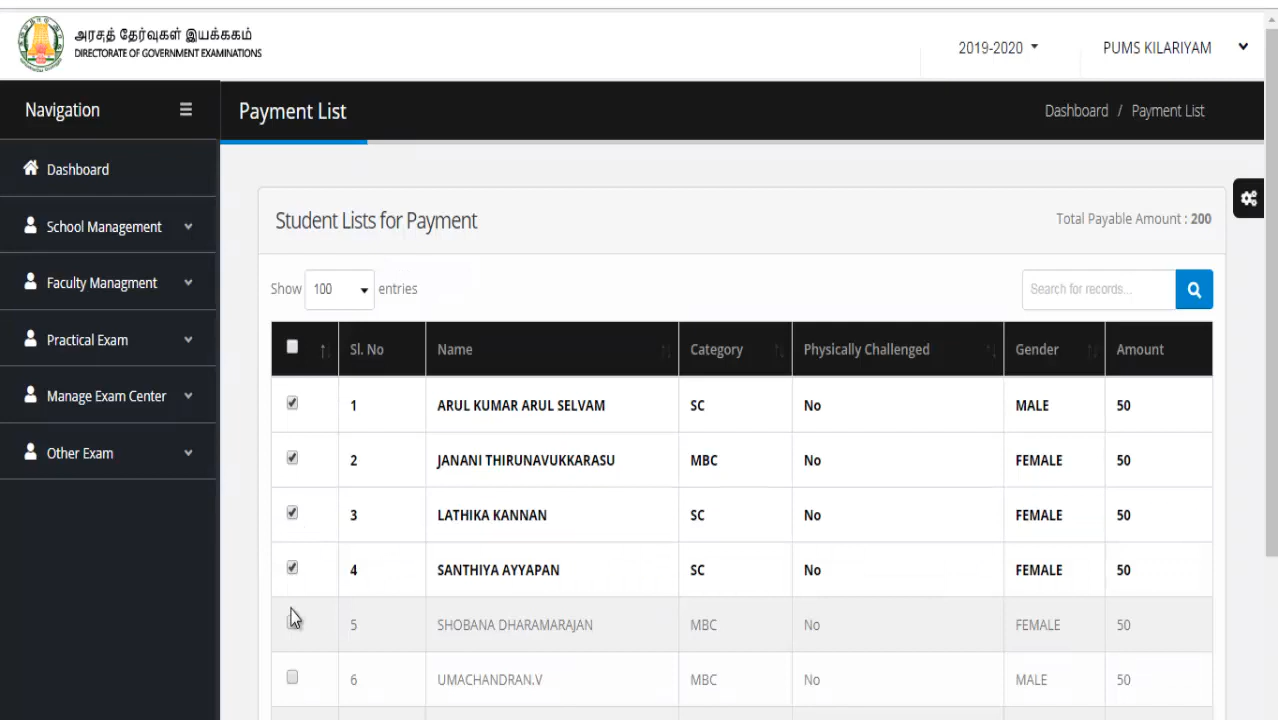 அரசுத் தேர்வுகள் இயக்ககம்
DIRECTORATE OF GOVERNMENT EXAMINATIONS
2019-2020
PUMS KILARIYAM
Navigation
Payment List
Dashboard / Payment List
Dashboard
School Management
Faculty Managment
Practical Exam
Manage Exam Center
Other Exam
Student Lists for Payment
Total Payable Amount : 200
Show 100 entries
Search for records...
Sl. No Name Category Physically Challenged Gender Amount
1 ARUL KUMAR ARUL SELVAM SC No MALE 50
2 JANANI THIRUNAVUKKARASU MBC No FEMALE 50
3 LATHIKA KANNAN SC No FEMALE 50
4 SANTHIYA AYYAPAN SC No FEMALE 50
5 SHOBANA DHARAMARAJAN MBC No FEMALE 50
6 UMACHANDRAN.V MBC No MALE 50